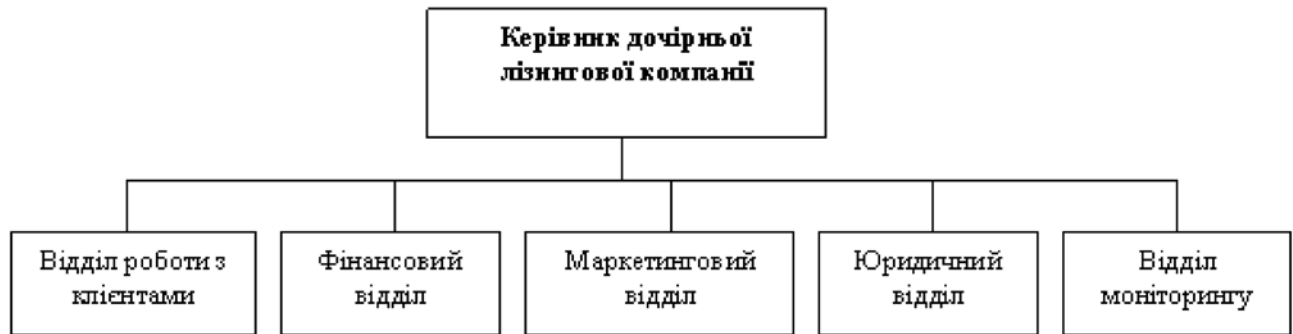 Керівник дочірньої
лізингової компанії
Відділ роботи з
клієнтами
Фінансовий
відділ
Маркетинговий
відділ
Юридичний
відділ
Відділ
моніторингу